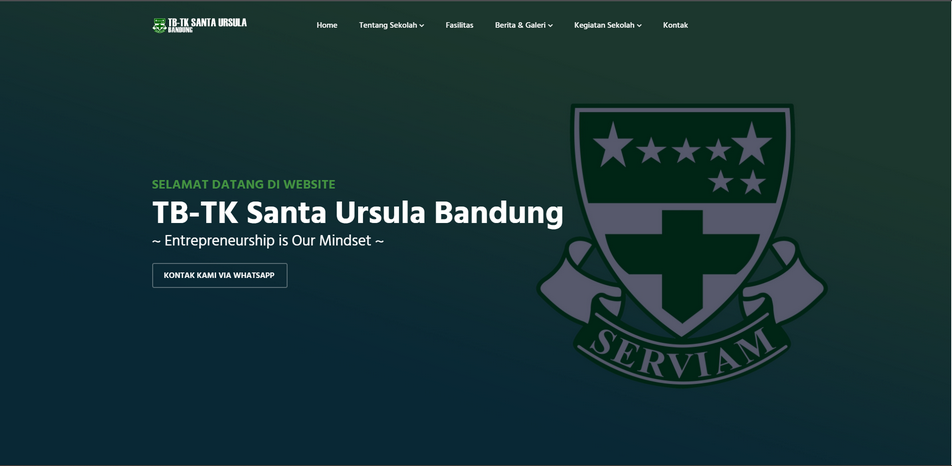 TB-TK SANTA URSULA
BANDUNG
Home Tentang Sekolah Fasilitas Berita & Galeri Kegiatan Sekolah Kontak
SELAMAT DATANG DI WEBSITE
TB-TK Santa Ursula Bandung
~ Entrepreneurship is Our Mindset ~
KONTAK KAMI VIA WHATSAPP
SERVIAM